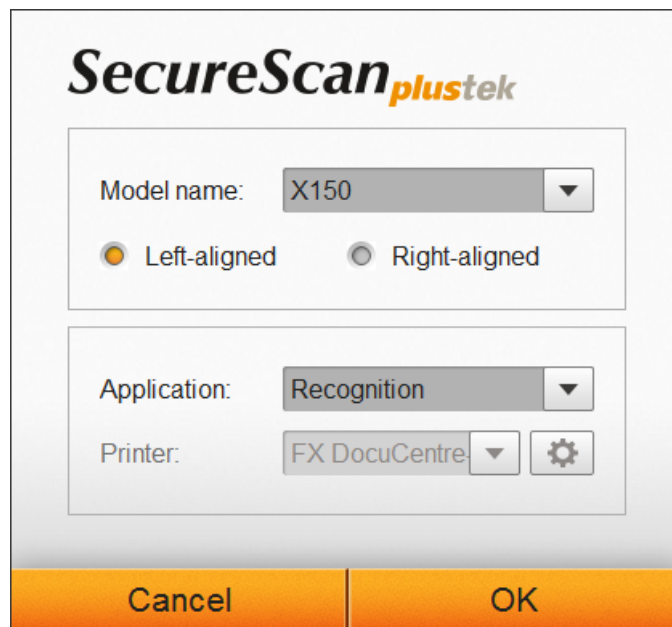 SecureScan plustek
Model name: X150
Left-aligned Right-aligned
Application: Recognition
Printer: FX DocuCentre-
Cancel OK